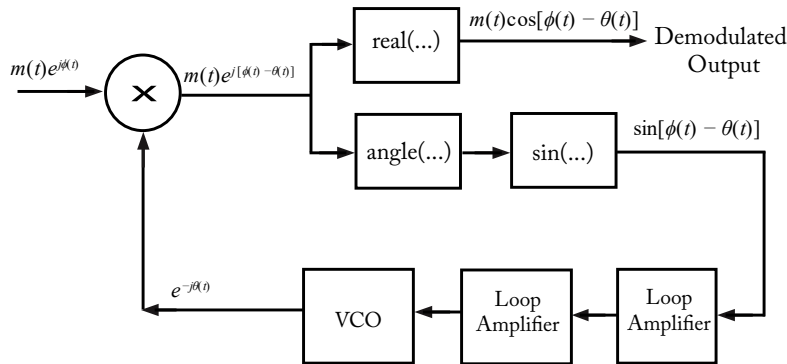 m(t)e^{jϕ(t)}
×
m(t)e^{j[ϕ(t) − θ(t)]}
real(...)
m(t)cos[ϕ(t) − θ(t)]
Demodulated
Output
angle(...)
sin(...)
sin[ϕ(t) − θ(t)]
e^{−jθ(t)}
VCO
Loop
Amplifier
Loop
Amplifier